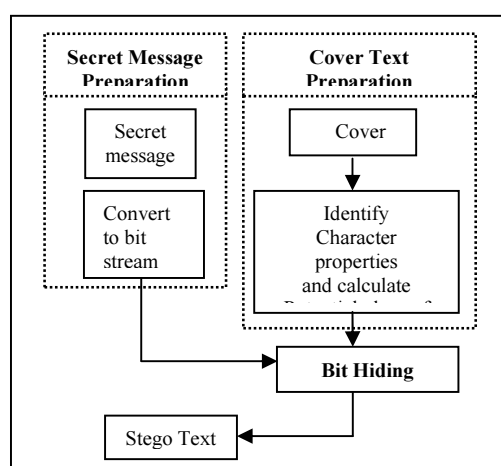 Secret Message
Preparation
Secret
message
Convert
to bit
stream
Cover Text
Preparation
Cover
Identify
Character
properties
and calculate
Bit Hiding
Stego Text